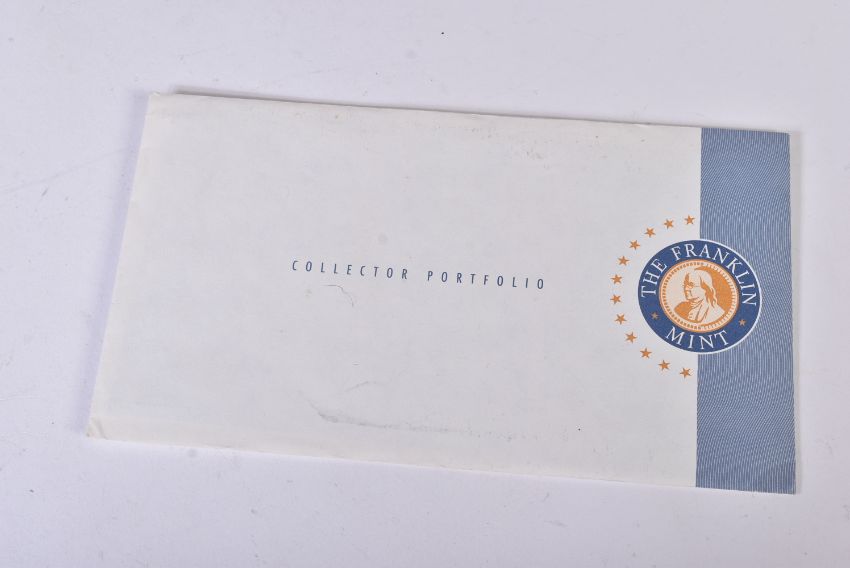 COLLECTOR PORTFOLIO
THE FRANKLIN
MINT